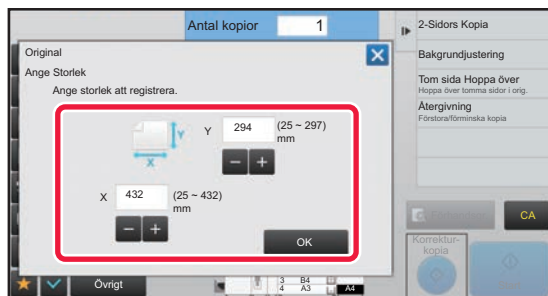 Antal kopior 1
2-Sidors Kopia
Original
Bakgrundjustering
Ange Storlek
Ange storlek att registrera.
Tom sida Hoppa över
Hoppa över tomma sidor i orig.
Återgivning
Förstora/förminska kopia
Y
X
Y 294 (25 ~ 297)
mm
X 432 (25 ~ 432)
mm
OK
CA
Korrektur-
kopia
Övrigt
3 B4
4 A3 A4